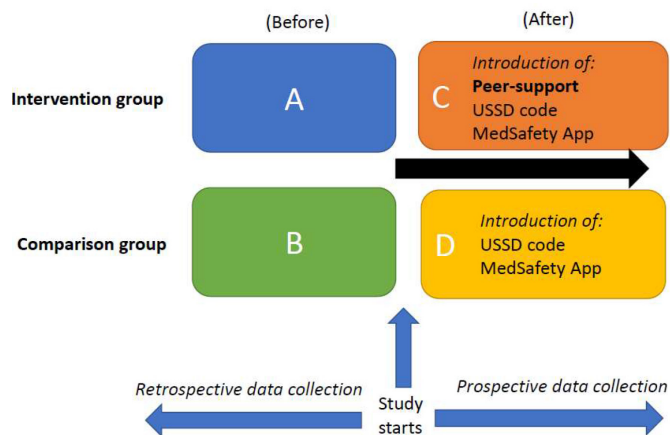 (Before)
(After)
Intervention group
A
C
Introduction of:
Peer-support
USSD code
MedSafety App
Comparison group
B
D
Introduction of:
USSD code
MedSafety App
Retrospective data collection
Study
starts
Prospective data collection